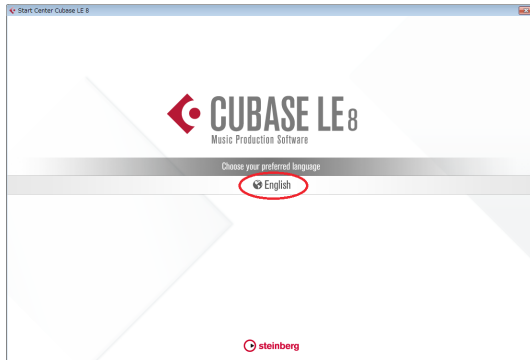 Start Center Cubase LE 8
CUBASE LE 8
Music Production Software
Choose your preferred language
English
steinberg